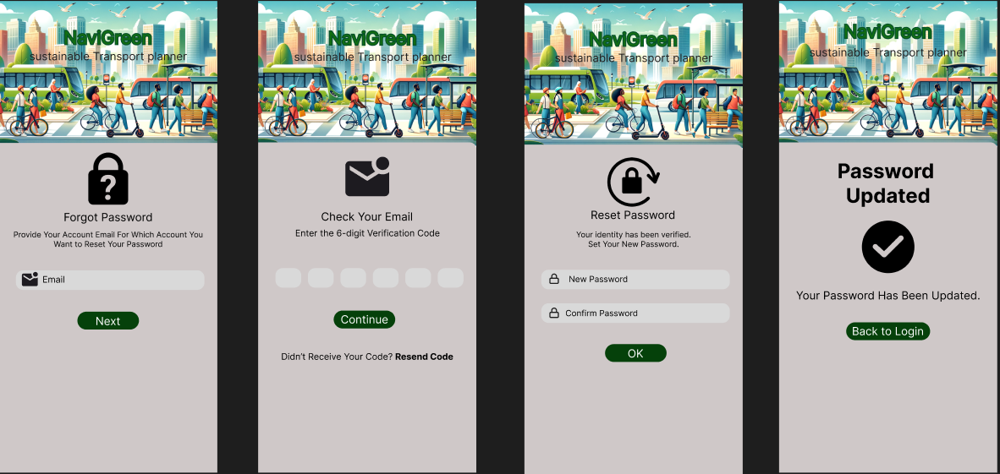 NaviGreen
sustainable Transport planner
Forgot Password
Provide Your Account Email For Which Account You
Want to Reset Your Password
Email
Next
NaviGreen
sustainable Transport planner
Check Your Email
Enter the 6-digit Verification Code
Continue
Didn't Receive Your Code? Resend Code
NaviGreen
sustainable Transport planner
Reset Password
Your identity has been verified.
Set Your New Password.
New Password
Confirm Password
OK
NaviGreen
sustainable Transport planner
Password
Updated
Your Password Has Been Updated.
Back to Login